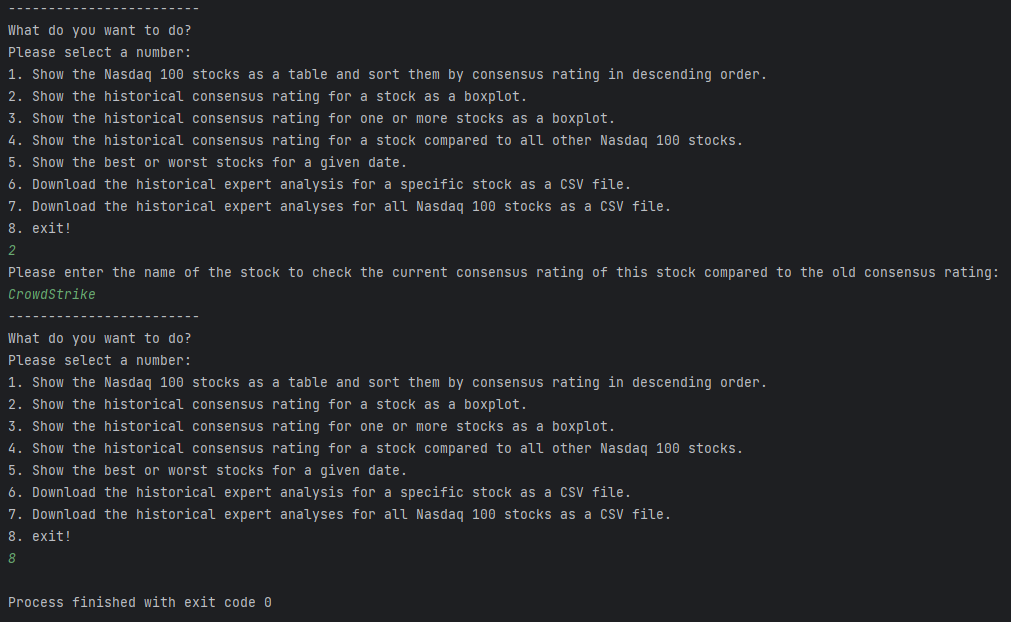 ------------------------
What do you want to do?
Please select a number:
1. Show the Nasdaq 100 stocks as a table and sort them by consensus rating in descending order.
2. Show the historical consensus rating for a stock as a boxplot.
3. Show the historical consensus rating for one or more stocks as a boxplot.
4. Show the historical consensus rating for a stock compared to all other Nasdaq 100 stocks.
5. Show the best or worst stocks for a given date.
6. Download the historical expert analysis for a specific stock as a CSV file.
7. Download the historical expert analyses for all Nasdaq 100 stocks as a CSV file.
8. exit!
2
Please enter the name of the stock to check the current consensus rating of this stock compared to the old consensus rating:
CrowdStrike
------------------------
What do you want to do?
Please select a number:
1. Show the Nasdaq 100 stocks as a table and sort them by consensus rating in descending order.
2. Show the historical consensus rating for a stock as a boxplot.
3. Show the historical consensus rating for one or more stocks as a boxplot.
4. Show the historical consensus rating for a stock compared to all other Nasdaq 100 stocks.
5. Show the best or worst stocks for a given date.
6. Download the historical expert analysis for a specific stock as a CSV file.
7. Download the historical expert analyses for all Nasdaq 100 stocks as a CSV file.
8. exit!
8
Process finished with exit code 0